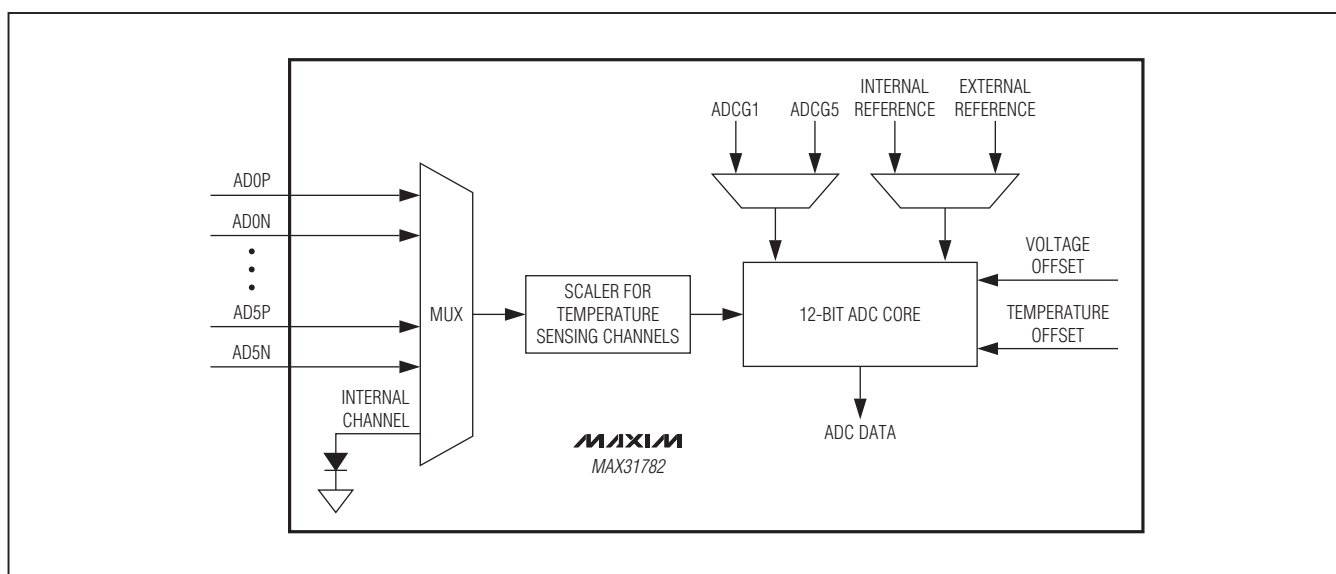 ADCG1
ADCG5
INTERNAL
REFERENCE
EXTERNAL
REFERENCE
AD0P
AD0N
AD5P
AD5N
MUX
SCALER FOR
TEMPERATURE
SENSING CHANNELS
12-BIT ADC CORE
VOLTAGE
OFFSET
TEMPERATURE
OFFSET
INTERNAL
CHANNEL
ADC DATA
MAXIM
MAX31782